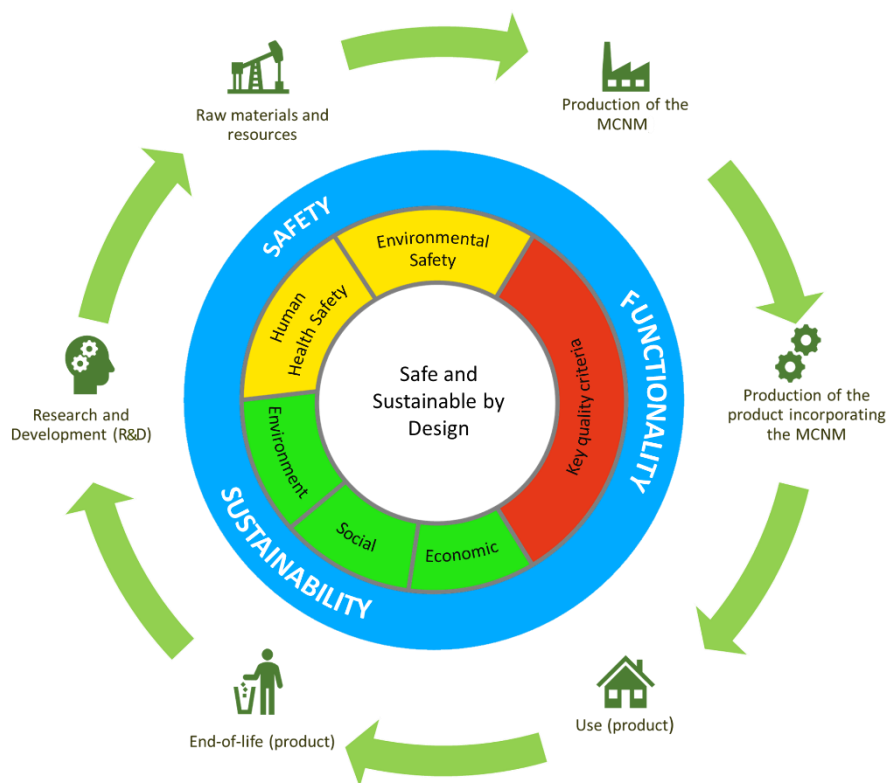 Raw materials and
resources
Production of the
MCNM
Production of the
product incorporating
the MCNM
Use (product)
End-of-life (product)
Research and
Development (R&D)
SAFETY
FUNCTIONALITY
SUSTAINABILITY
Environmental
Safety
Human
Health Safety
Key quality criteria
Environment
Social
Economic
Safe and
Sustainable by
Design